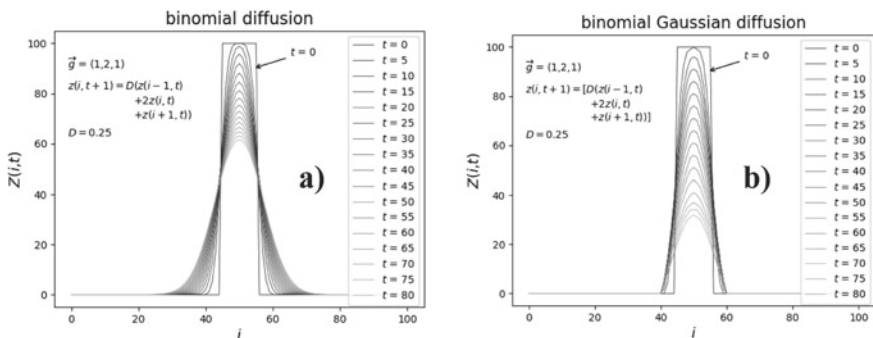 binomial diffusion
100
80
60
40
20
0
Z(i,t)
0 20 40 60 80 100
i
g⃗ = (1,2,1)
z(i, t + 1) = D(z(i − 1, t)
+2z(i, t)
+z(i + 1, t))
D = 0.25
t = 0
a)
t = 0
t = 5
t = 10
t = 15
t = 20
t = 25
t = 30
t = 35
t = 40
t = 45
t = 50
t = 55
t = 60
t = 65
t = 70
t = 75
t = 80
binomial Gaussian diffusion
100
80
60
40
20
0
Z(i,t)
0 20 40 60 80 100
i
g⃗ = (1,2,1)
z(i, t + 1) = [D(z(i − 1, t)
+2z(i, t)
+z(i + 1, t))]
D = 0.25
t = 0
b)
t = 0
t = 5
t = 10
t = 15
t = 20
t = 25
t = 30
t = 35
t = 40
t = 45
t = 50
t = 55
t = 60
t = 65
t = 70
t = 75
t = 80